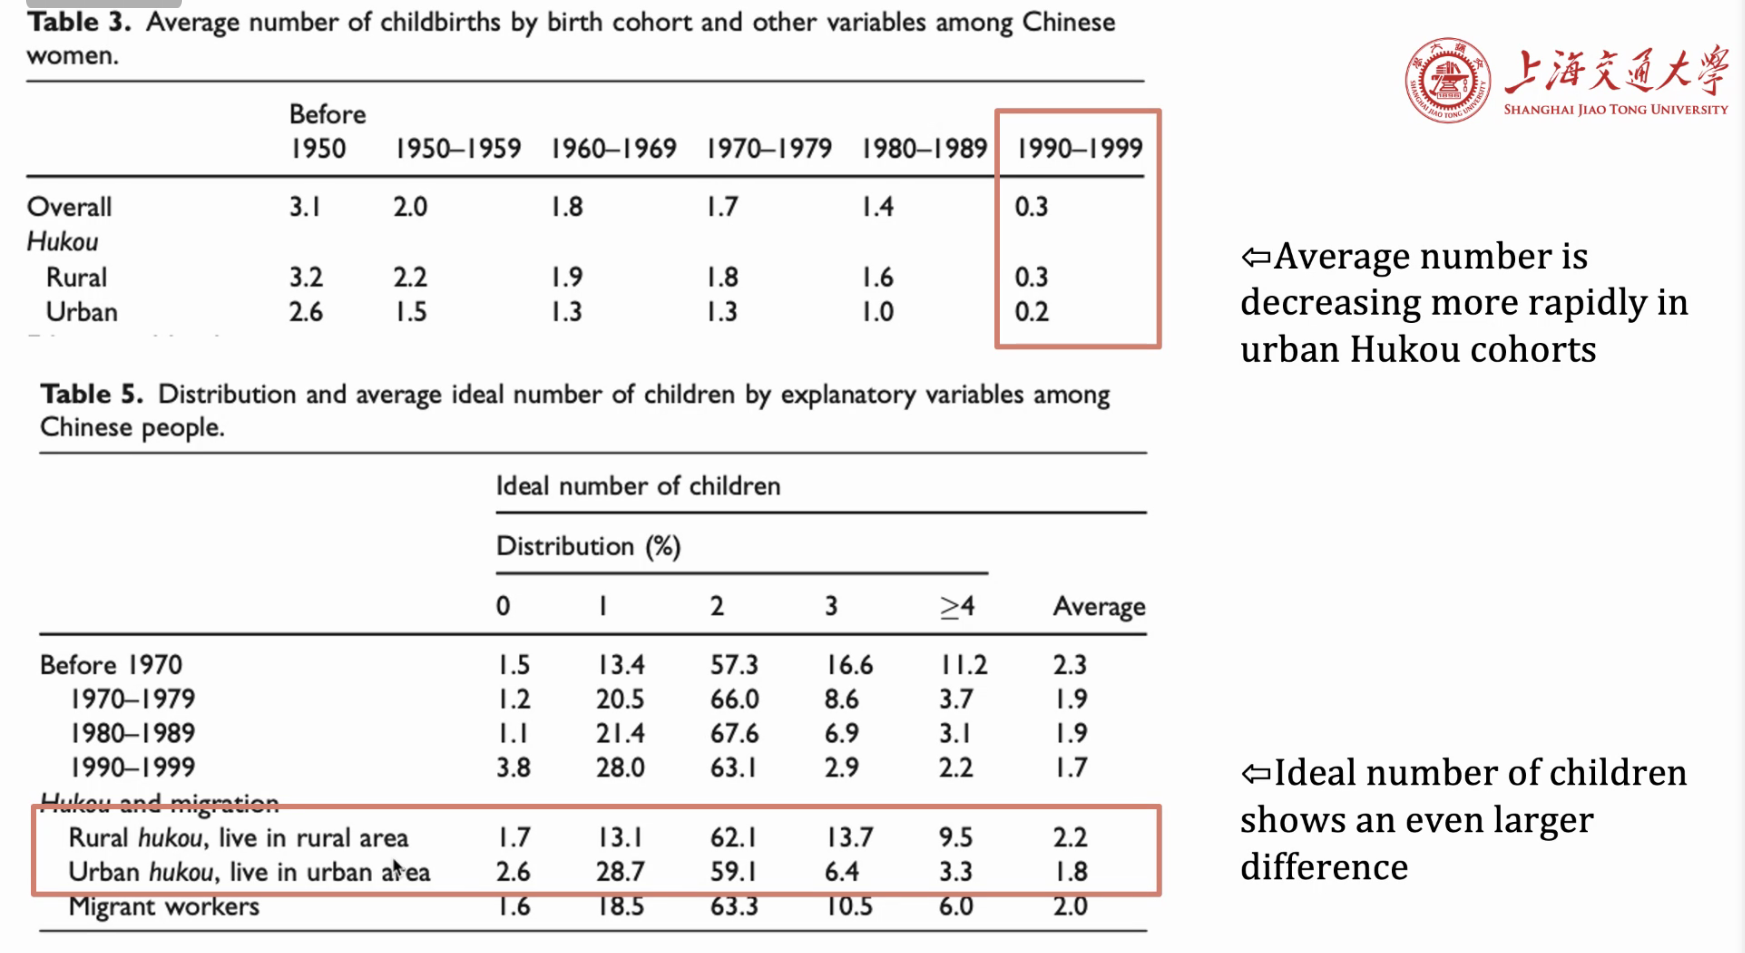 Table 3. Average number of childbirths by birth cohort and other variables among Chinese
women.
上海交通大學
SHANGHAI JIAO TONG UNIVERSITY
Before
1950 1950–1959 1960–1969 1970–1979 1980–1989 1990–1999
Overall 3.1 2.0 1.8 1.7 1.4 0.3
Hukou
Rural 3.2 2.2 1.9 1.8 1.6 0.3
Urban 2.6 1.5 1.3 1.3 1.0 0.2
⇦Average number is
decreasing more rapidly in
urban Hukou cohorts
Table 5. Distribution and average ideal number of children by explanatory variables among
Chinese people.
Ideal number of children
Distribution (%)
0 1 2 3 ≥4 Average
Before 1970 1.5 13.4 57.3 16.6 11.2 2.3
1970–1979 1.2 20.5 66.0 8.6 3.7 1.9
1980–1989 1.1 21.4 67.6 6.9 3.1 1.9
1990–1999 3.8 28.0 63.1 2.9 2.2 1.7
Hukou and migration
Rural hukou, live in rural area 1.7 13.1 62.1 13.7 9.5 2.2
Urban hukou, live in urban area 2.6 28.7 59.1 6.4 3.3 1.8
Migrant workers 1.6 18.5 63.3 10.5 6.0 2.0
⇦Ideal number of children
shows an even larger
difference